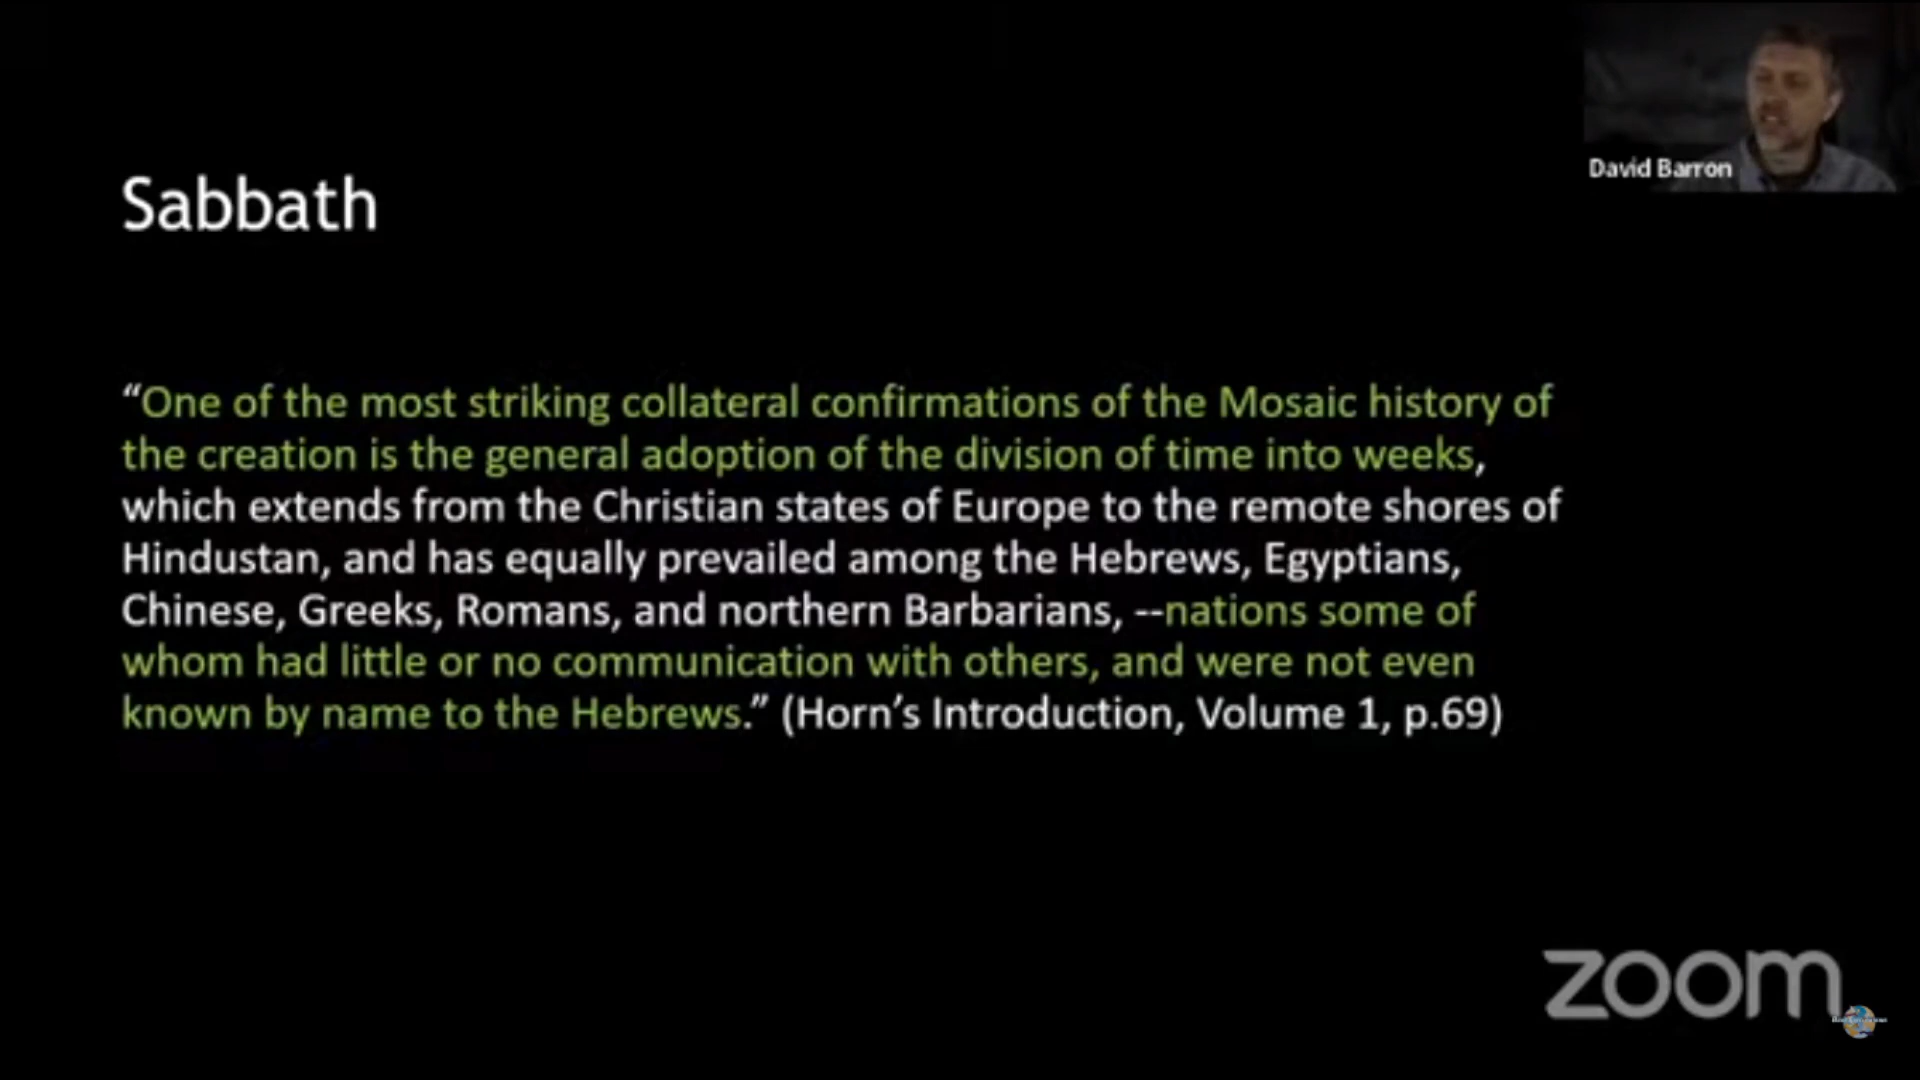 David Barron
Sabbath
“One of the most striking collateral confirmations of the Mosaic history of
the creation is the general adoption of the division of time into weeks,
which extends from the Christian states of Europe to the remote shores of
Hindustan, and has equally prevailed among the Hebrews, Egyptians,
Chinese, Greeks, Romans, and northern Barbarians, --nations some of
whom had little or no communication with others, and were not even
known by name to the Hebrews.” (Horn’s Introduction, Volume 1, p.69)
zoom